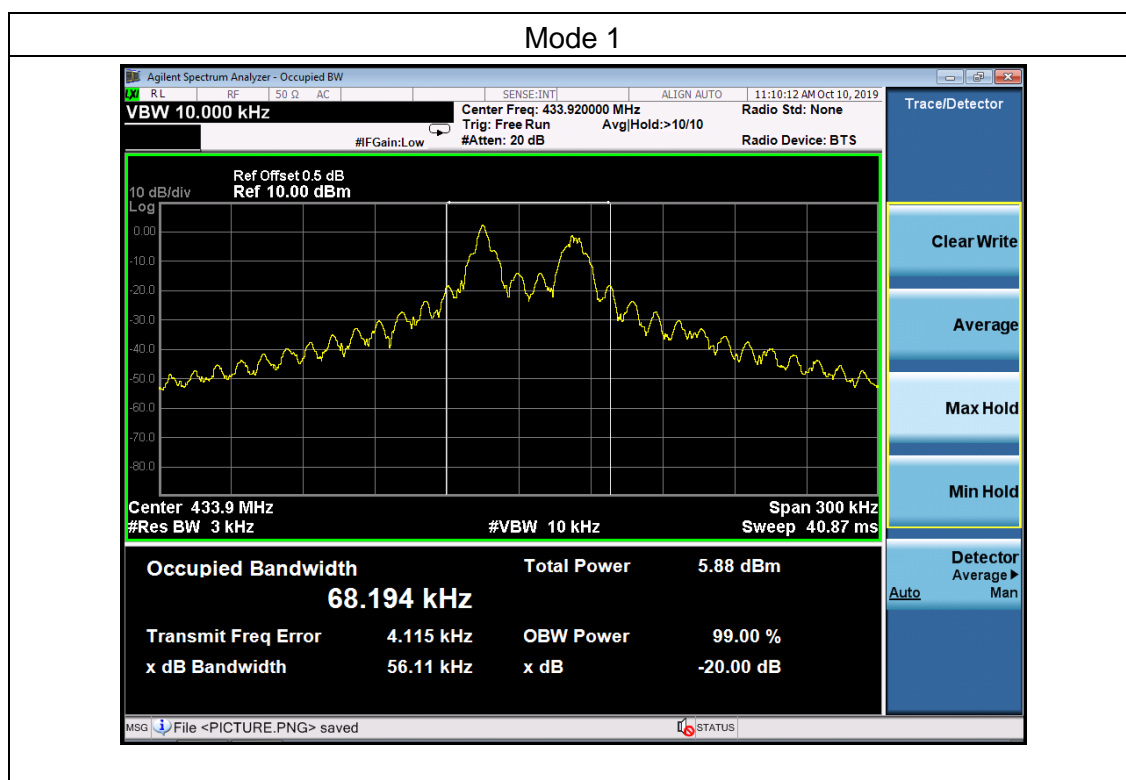 Mode 1
Agilent Spectrum Analyzer - Occupied BW
LXI RL RF 50 Ω AC SENSE:INT ALIGN AUTO 11:10:12 AM Oct 10, 2019
VBW 10.000 kHz
Center Freq: 433.920000 MHz Radio Std: None
Trig: Free Run Avg|Hold:>10/10
#IFGain:Low #Atten: 20 dB Radio Device: BTS
Ref Offset 0.5 dB
10 dB/div Ref 10.00 dBm
Log
0.00
-10.0
-20.0
-30.0
-40.0
-50.0
-60.0
-70.0
-80.0
Center 433.9 MHz Span 300 kHz
#Res BW 3 kHz #VBW 10 kHz Sweep 40.87 ms
Occupied Bandwidth Total Power 5.88 dBm
68.194 kHz
Transmit Freq Error 4.115 kHz OBW Power 99.00 %
x dB Bandwidth 56.11 kHz x dB -20.00 dB
Trace/Detector
Clear Write
Average
Max Hold
Min Hold
Detector
Average▶
Auto Man
MSG File <PICTURE.PNG> saved STATUS